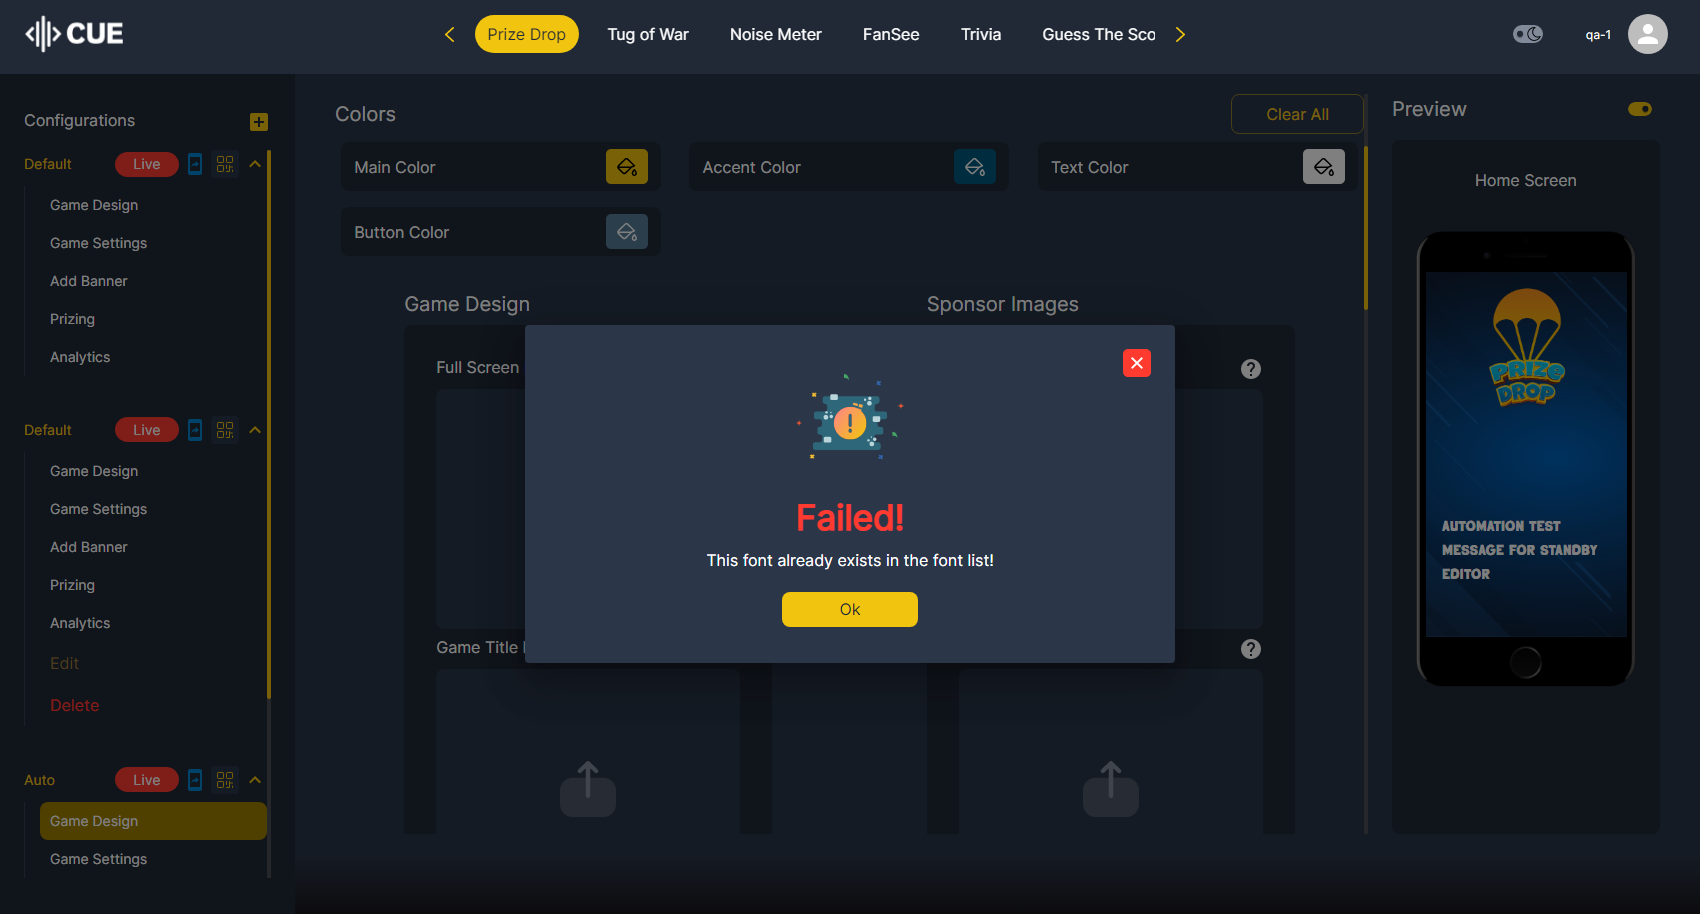 CUE
Prize Drop
Tug of War
Noise Meter
FanSee
Trivia
Guess The Sco
qa-1
Configurations
Default
Live
Game Design
Game Settings
Add Banner
Prizing
Analytics
Default
Live
Game Design
Game Settings
Add Banner
Prizing
Analytics
Edit
Delete
Auto
Live
Game Design
Game Settings
Colors
Clear All
Main Color
Accent Color
Text Color
Button Color
Game Design
Sponsor Images
Full Screen
Game Title
Failed!
This font already exists in the font list!
Ok
Preview
Home Screen
PRIZE
DROP
AUTOMATION TEST
MESSAGE FOR STANDBY
EDITOR